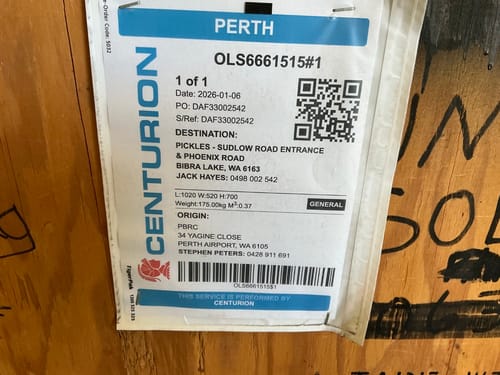 PERTH
OLS6661515#1
1 of 1
Date: 2026-01-06
PO: DAF33002542
S/Ref: DAF33002542
DESTINATION:
PICKLES - SUDLOW ROAD ENTRANCE
& PHOENIX ROAD
BIBRA LAKE, WA 6163
JACK HAYES: 0498 002 542
L:1020 W:520 H:700
Weight:175.00kg M³:0.37
GENERAL
ORIGIN:
PBRC
34 YAGINE CLOSE
PERTH AIRPORT, WA 6105
STEPHEN PETERS: 0428 911 691
OLS6661515S1
THIS SERVICE IS PERFORMED BY
CENTURION
CENTURION
TigerPak